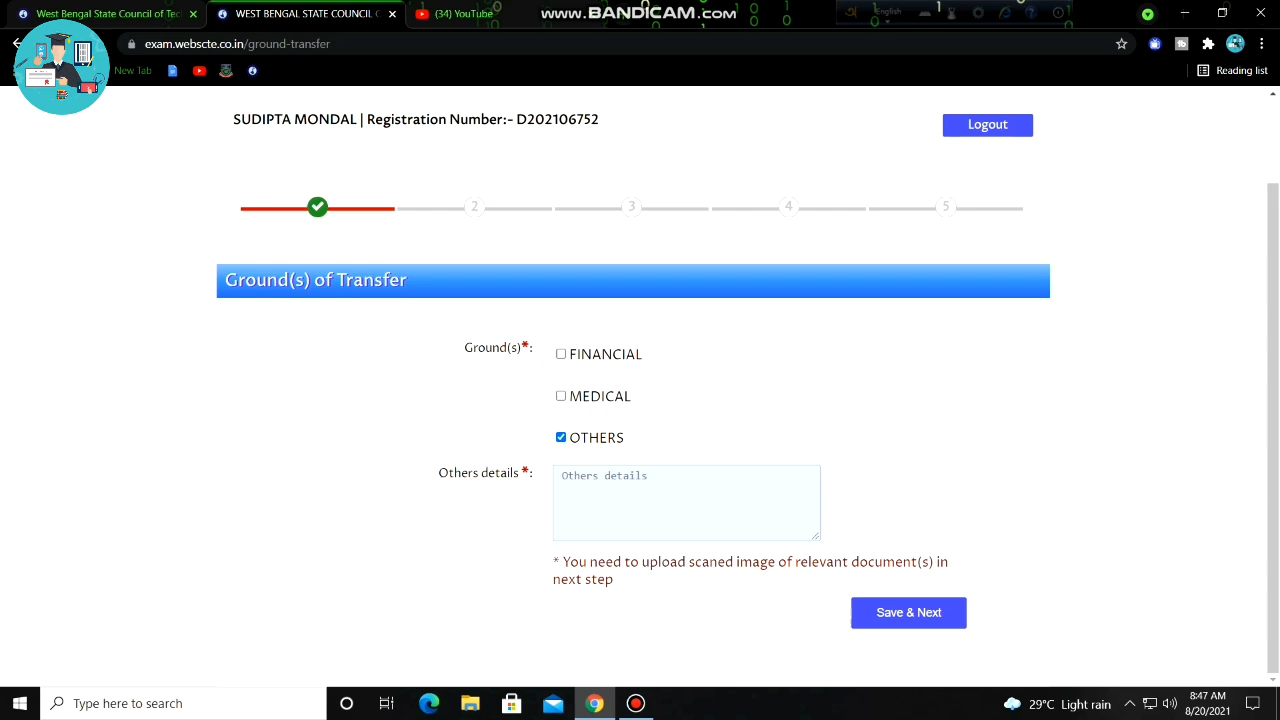 West Bengal State Council of Tec
WEST BENGAL STATE COUNCIL O
(34) YouTube
www.BANDICAM.com
English
exam.webscte.co.in/ground-transfer
New Tab
Reading list
SUDIPTA MONDAL | Registration Number:- D202106752
Logout
2
3
4
5
Ground(s) of Transfer
Ground(s)*:
FINANCIAL
MEDICAL
OTHERS
Others details *:
Others details
* You need to upload scaned image of relevant document(s) in
next step
Save & Next
Type here to search
29°C Light rain
8:47 AM
8/20/2021